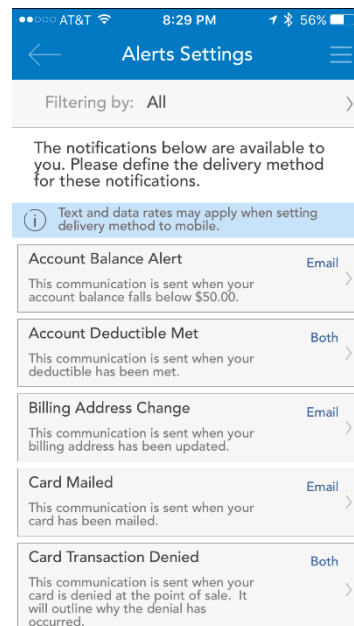 AT&T 8:29 PM 56%
Alerts Settings
Filtering by: All
The notifications below are available to
you. Please define the delivery method
for these notifications.
Text and data rates may apply when setting
delivery method to mobile.
Account Balance Alert
Email
This communication is sent when your
account balance falls below $50.00.
Account Deductible Met
Both
This communication is sent when your
deductible has been met.
Billing Address Change
Email
This communication is sent when your
billing address has been updated.
Card Mailed
Email
This communication is sent when your
card has been mailed.
Card Transaction Denied
Both
This communication is sent when your
card is denied at the point of sale. It
will outline why the denial has
occurred.